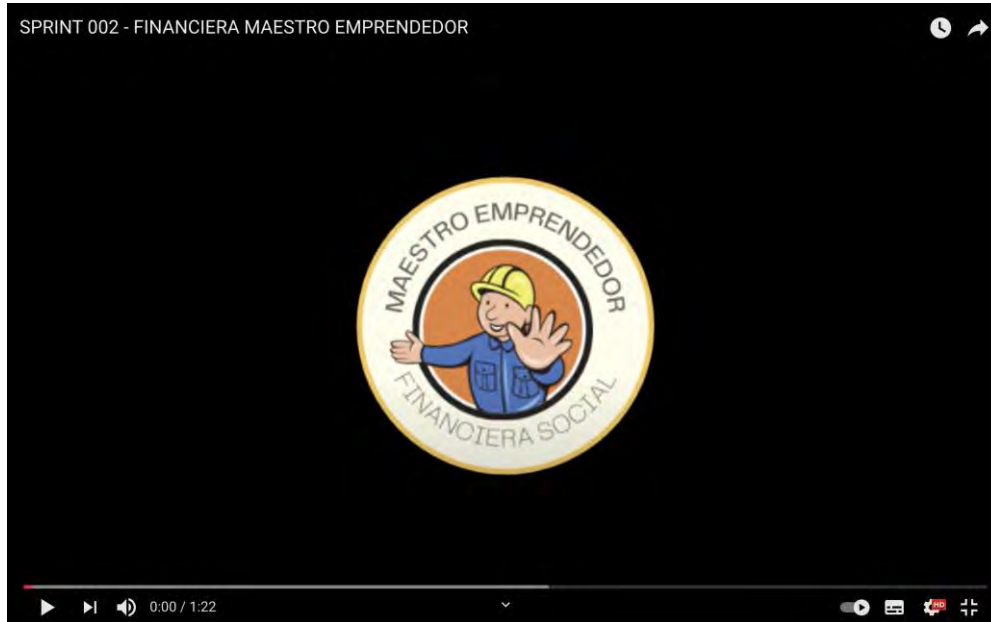 SPRINT 002 - FINANCIERA MAESTRO EMPRENDEDOR
MAESTRO EMPRENDEDOR
FINANCIERA SOCIAL
0:00 / 1:22
HD